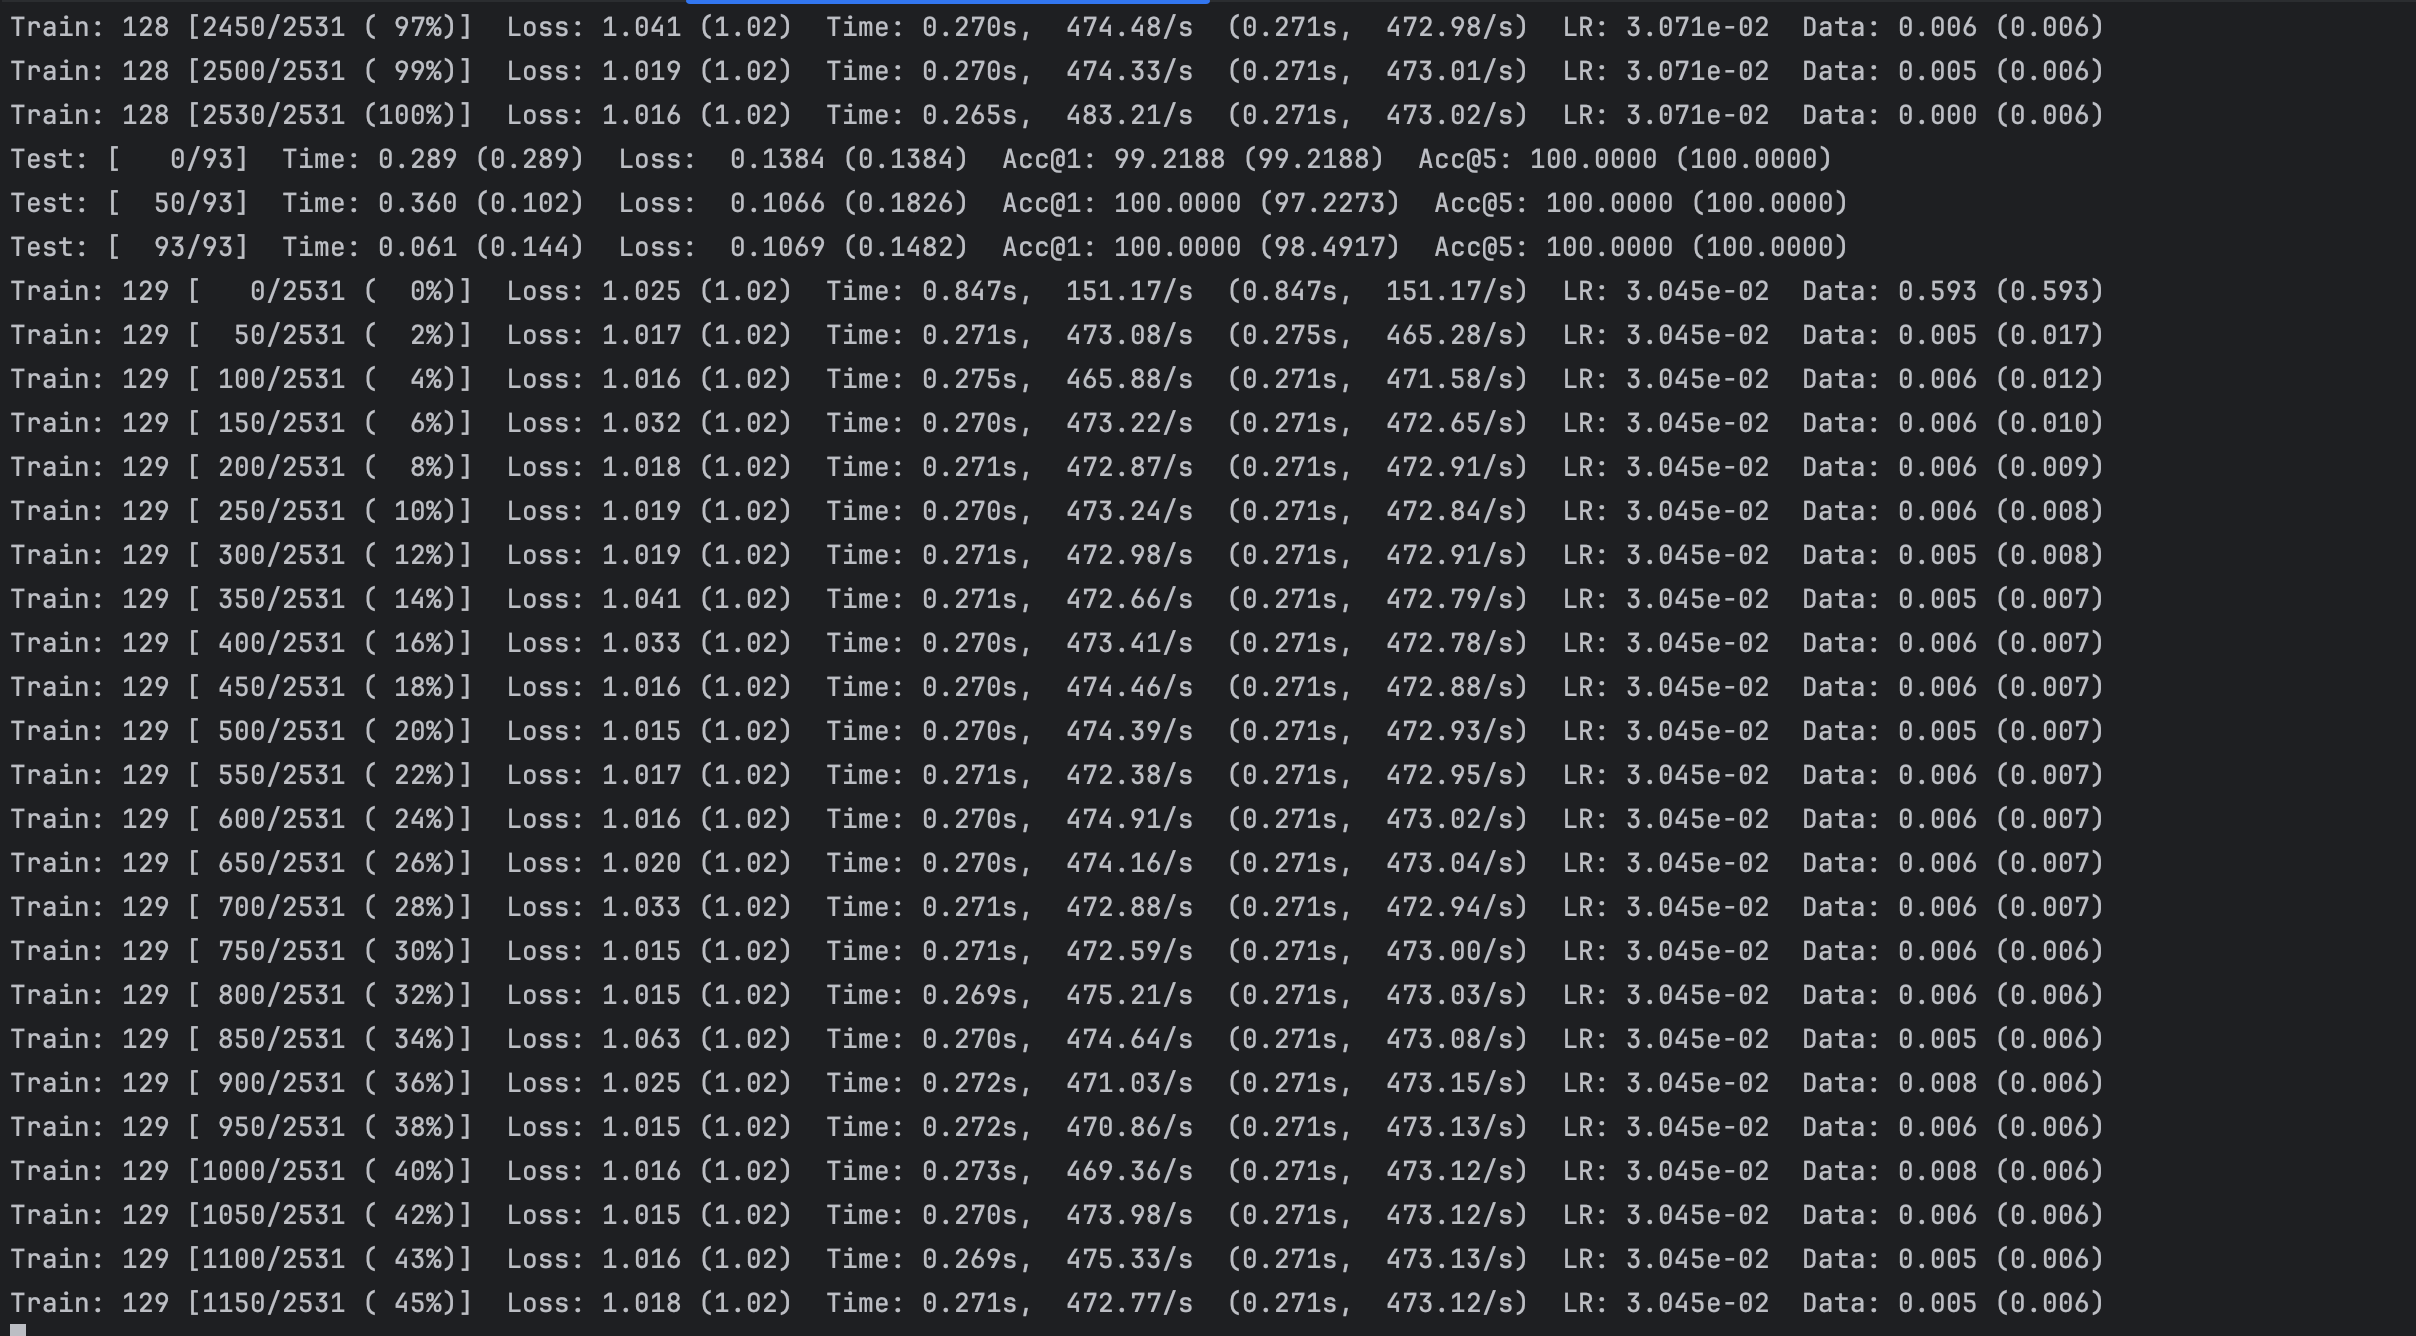 Train: 128 [2450/2531 ( 97%)]  Loss: 1.041 (1.02)  Time: 0.270s,  474.48/s  (0.271s,  472.98/s)  LR: 3.071e-02  Data: 0.006 (0.006)
Train: 128 [2500/2531 ( 99%)]  Loss: 1.019 (1.02)  Time: 0.270s,  474.33/s  (0.271s,  473.01/s)  LR: 3.071e-02  Data: 0.005 (0.006)
Train: 128 [2530/2531 (100%)]  Loss: 1.016 (1.02)  Time: 0.265s,  483.21/s  (0.271s,  473.02/s)  LR: 3.071e-02  Data: 0.000 (0.006)
Test: [   0/93]  Time: 0.289 (0.289)  Loss:  0.1384 (0.1384)  Acc@1: 99.2188 (99.2188)  Acc@5: 100.0000 (100.0000)
Test: [  50/93]  Time: 0.360 (0.102)  Loss:  0.1066 (0.1826)  Acc@1: 100.0000 (97.2273)  Acc@5: 100.0000 (100.0000)
Test: [  93/93]  Time: 0.061 (0.144)  Loss:  0.1069 (0.1482)  Acc@1: 100.0000 (98.4917)  Acc@5: 100.0000 (100.0000)
Train: 129 [   0/2531 (  0%)]  Loss: 1.025 (1.02)  Time: 0.847s,  151.17/s  (0.847s,  151.17/s)  LR: 3.045e-02  Data: 0.593 (0.593)
Train: 129 [  50/2531 (  2%)]  Loss: 1.017 (1.02)  Time: 0.271s,  473.08/s  (0.275s,  465.28/s)  LR: 3.045e-02  Data: 0.005 (0.017)
Train: 129 [ 100/2531 (  4%)]  Loss: 1.016 (1.02)  Time: 0.275s,  465.88/s  (0.271s,  471.58/s)  LR: 3.045e-02  Data: 0.006 (0.012)
Train: 129 [ 150/2531 (  6%)]  Loss: 1.032 (1.02)  Time: 0.270s,  473.22/s  (0.271s,  472.65/s)  LR: 3.045e-02  Data: 0.006 (0.010)
Train: 129 [ 200/2531 (  8%)]  Loss: 1.018 (1.02)  Time: 0.271s,  472.87/s  (0.271s,  472.91/s)  LR: 3.045e-02  Data: 0.006 (0.009)
Train: 129 [ 250/2531 ( 10%)]  Loss: 1.019 (1.02)  Time: 0.270s,  473.24/s  (0.271s,  472.84/s)  LR: 3.045e-02  Data: 0.006 (0.008)
Train: 129 [ 300/2531 ( 12%)]  Loss: 1.019 (1.02)  Time: 0.271s,  472.98/s  (0.271s,  472.91/s)  LR: 3.045e-02  Data: 0.005 (0.008)
Train: 129 [ 350/2531 ( 14%)]  Loss: 1.041 (1.02)  Time: 0.271s,  472.66/s  (0.271s,  472.79/s)  LR: 3.045e-02  Data: 0.005 (0.007)
Train: 129 [ 400/2531 ( 16%)]  Loss: 1.033 (1.02)  Time: 0.270s,  473.41/s  (0.271s,  472.78/s)  LR: 3.045e-02  Data: 0.006 (0.007)
Train: 129 [ 450/2531 ( 18%)]  Loss: 1.016 (1.02)  Time: 0.270s,  474.46/s  (0.271s,  472.88/s)  LR: 3.045e-02  Data: 0.006 (0.007)
Train: 129 [ 500/2531 ( 20%)]  Loss: 1.015 (1.02)  Time: 0.270s,  474.39/s  (0.271s,  472.93/s)  LR: 3.045e-02  Data: 0.005 (0.007)
Train: 129 [ 550/2531 ( 22%)]  Loss: 1.017 (1.02)  Time: 0.271s,  472.38/s  (0.271s,  472.95/s)  LR: 3.045e-02  Data: 0.006 (0.007)
Train: 129 [ 600/2531 ( 24%)]  Loss: 1.016 (1.02)  Time: 0.270s,  474.91/s  (0.271s,  473.02/s)  LR: 3.045e-02  Data: 0.006 (0.007)
Train: 129 [ 650/2531 ( 26%)]  Loss: 1.020 (1.02)  Time: 0.270s,  474.16/s  (0.271s,  473.04/s)  LR: 3.045e-02  Data: 0.006 (0.007)
Train: 129 [ 700/2531 ( 28%)]  Loss: 1.033 (1.02)  Time: 0.271s,  472.88/s  (0.271s,  472.94/s)  LR: 3.045e-02  Data: 0.006 (0.007)
Train: 129 [ 750/2531 ( 30%)]  Loss: 1.015 (1.02)  Time: 0.271s,  472.59/s  (0.271s,  473.00/s)  LR: 3.045e-02  Data: 0.006 (0.006)
Train: 129 [ 800/2531 ( 32%)]  Loss: 1.015 (1.02)  Time: 0.269s,  475.21/s  (0.271s,  473.03/s)  LR: 3.045e-02  Data: 0.006 (0.006)
Train: 129 [ 850/2531 ( 34%)]  Loss: 1.063 (1.02)  Time: 0.270s,  474.64/s  (0.271s,  473.08/s)  LR: 3.045e-02  Data: 0.005 (0.006)
Train: 129 [ 900/2531 ( 36%)]  Loss: 1.025 (1.02)  Time: 0.272s,  471.03/s  (0.271s,  473.15/s)  LR: 3.045e-02  Data: 0.008 (0.006)
Train: 129 [ 950/2531 ( 38%)]  Loss: 1.015 (1.02)  Time: 0.272s,  470.86/s  (0.271s,  473.13/s)  LR: 3.045e-02  Data: 0.006 (0.006)
Train: 129 [1000/2531 ( 40%)]  Loss: 1.016 (1.02)  Time: 0.273s,  469.36/s  (0.271s,  473.12/s)  LR: 3.045e-02  Data: 0.008 (0.006)
Train: 129 [1050/2531 ( 42%)]  Loss: 1.015 (1.02)  Time: 0.270s,  473.98/s  (0.271s,  473.12/s)  LR: 3.045e-02  Data: 0.006 (0.006)
Train: 129 [1100/2531 ( 43%)]  Loss: 1.016 (1.02)  Time: 0.269s,  475.33/s  (0.271s,  473.13/s)  LR: 3.045e-02  Data: 0.005 (0.006)
Train: 129 [1150/2531 ( 45%)]  Loss: 1.018 (1.02)  Time: 0.271s,  472.77/s  (0.271s,  473.12/s)  LR: 3.045e-02  Data: 0.005 (0.006)